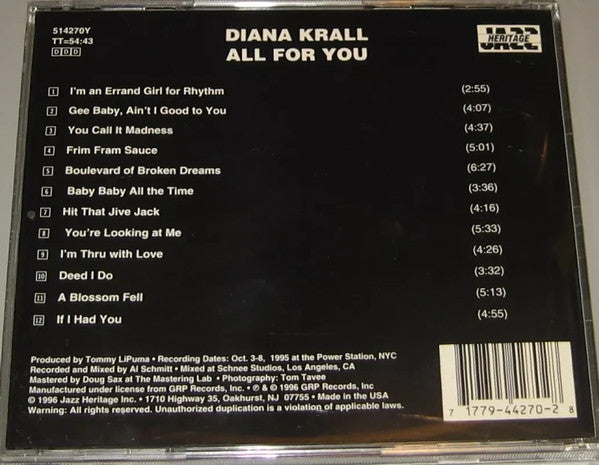 514270Y
TT=54:43
DDD
DIANA KRALL
ALL FOR YOU
JAZZ
HERITAGE
1 I'm an Errand Girl for Rhythm (2:55)
2 Gee Baby, Ain't I Good to You (4:07)
3 You Call It Madness (4:37)
4 Frim Fram Sauce (5:01)
5 Boulevard of Broken Dreams (6:27)
6 Baby Baby All the Time (3:36)
7 Hit That Jive Jack (4:16)
8 You're Looking at Me (5:33)
9 I'm Thru with Love (4:26)
10 Deed I Do (3:32)
11 A Blossom Fell (5:13)
12 If I Had You (4:55)
Produced by Tommy LiPuma • Recording Dates: Oct. 3-8, 1995 at the Power Station, NYC
Recorded and Mixed by Al Schmitt • Mixed at Schnee Studios, Los Angeles, CA
Mastered by Doug Sax at The Mastering Lab • Photography: Tom Tavee
Manufactured under license from GRP Records, Inc. • ℗ & © 1996 GRP Records, Inc
© 1996 Jazz Heritage Inc. • 1710 Highway 35, Oakhurst, NJ 07755 • Made in the USA
Warning: All rights reserved. Unauthorized duplication is a violation of applicable laws.
7 1779-44270-2 8